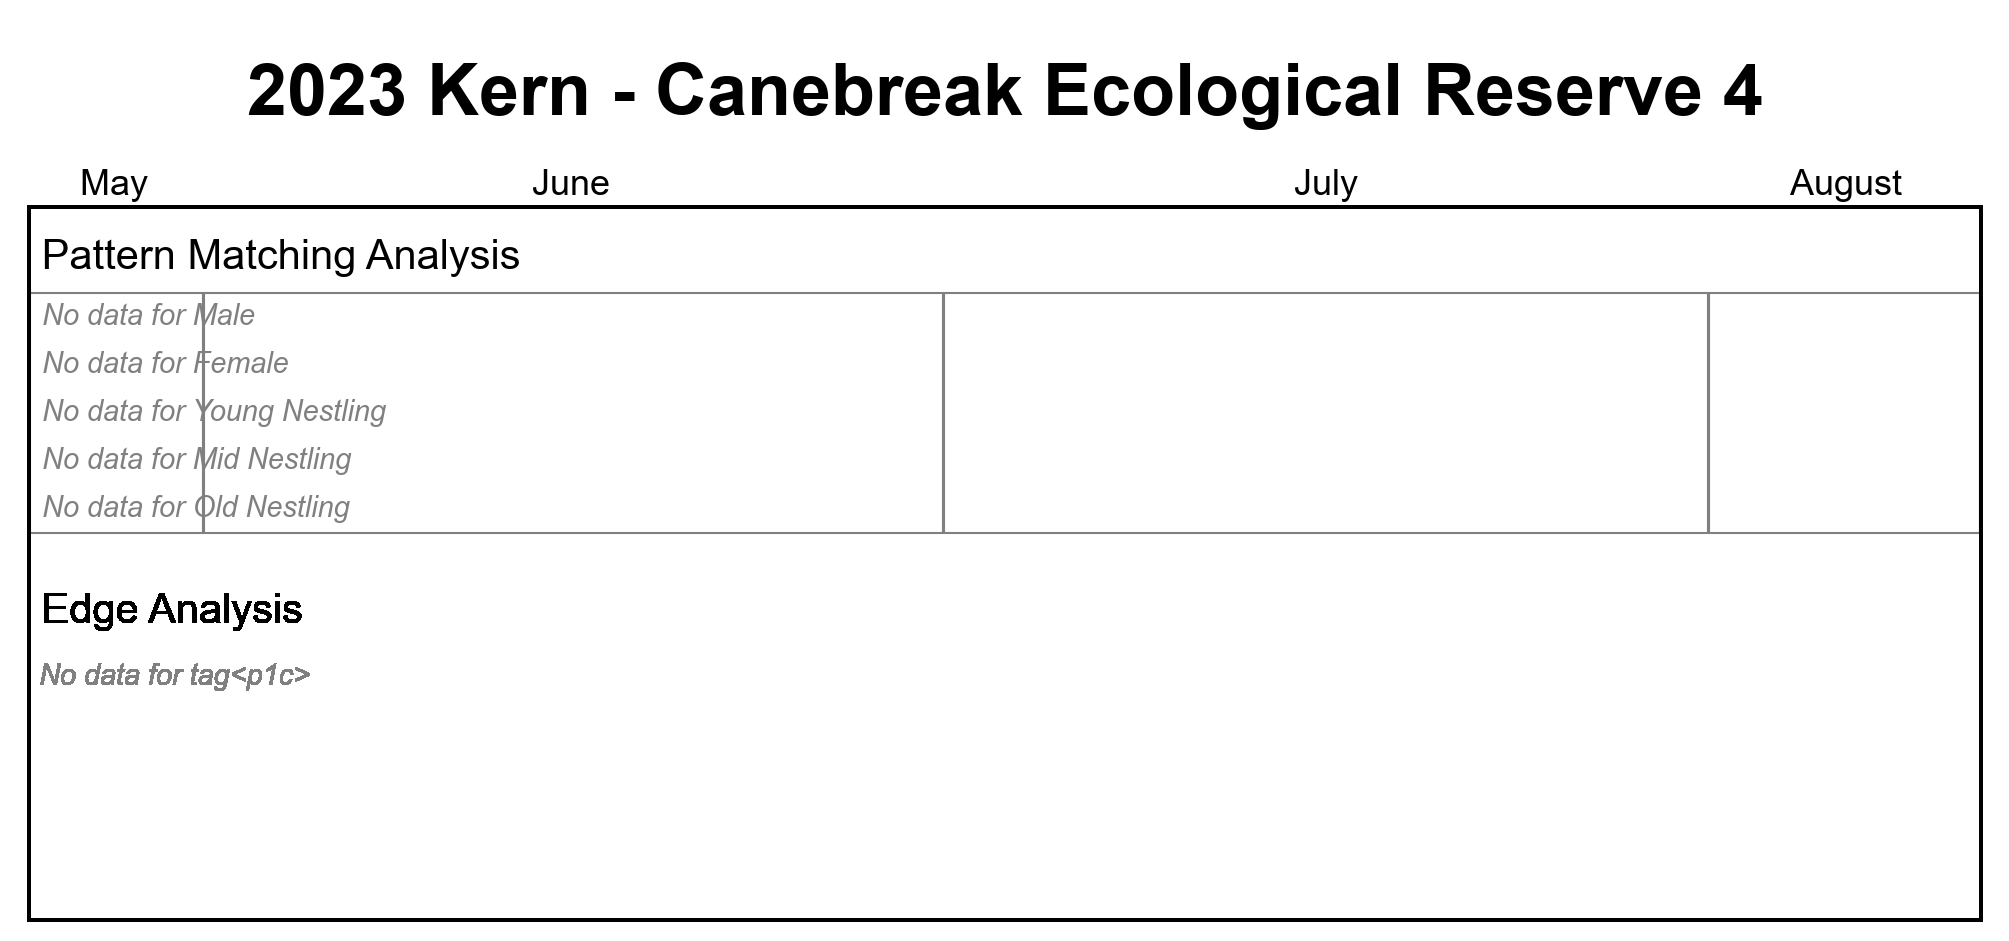 2023 Kern - Canebreak Ecological Reserve 4
May June July August
Pattern Matching Analysis
No data for Male
No data for Female
No data for Young Nestling
No data for Mid Nestling
No data for Old Nestling
Edge Analysis
No data for tag<p1c>